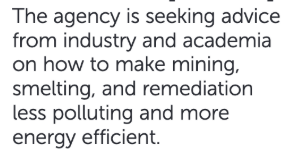 The agency is seeking advice
from industry and academia
on how to make mining,
smelting, and remediation
less polluting and more
energy efficient.